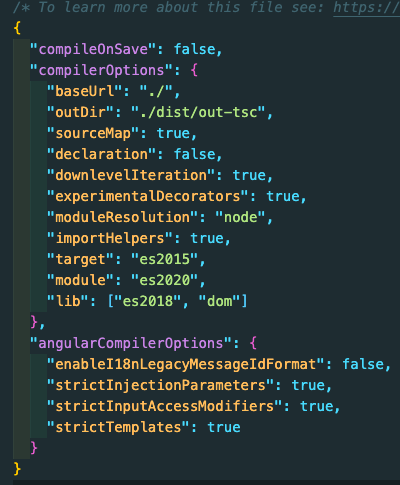 /* To learn more about this file see: https://
{
"compileOnSave": false,
"compilerOptions": {
"baseUrl": "./",
"outDir": "./dist/out-tsc",
"sourceMap": true,
"declaration": false,
"downlevelIteration": true,
"experimentalDecorators": true,
"moduleResolution": "node",
"importHelpers": true,
"target": "es2015",
"module": "es2020",
"lib": ["es2018", "dom"]
},
"angularCompilerOptions": {
"enableI18nLegacyMessageIdFormat": false,
"strictInjectionParameters": true,
"strictInputAccessModifiers": true,
"strictTemplates": true
}
}